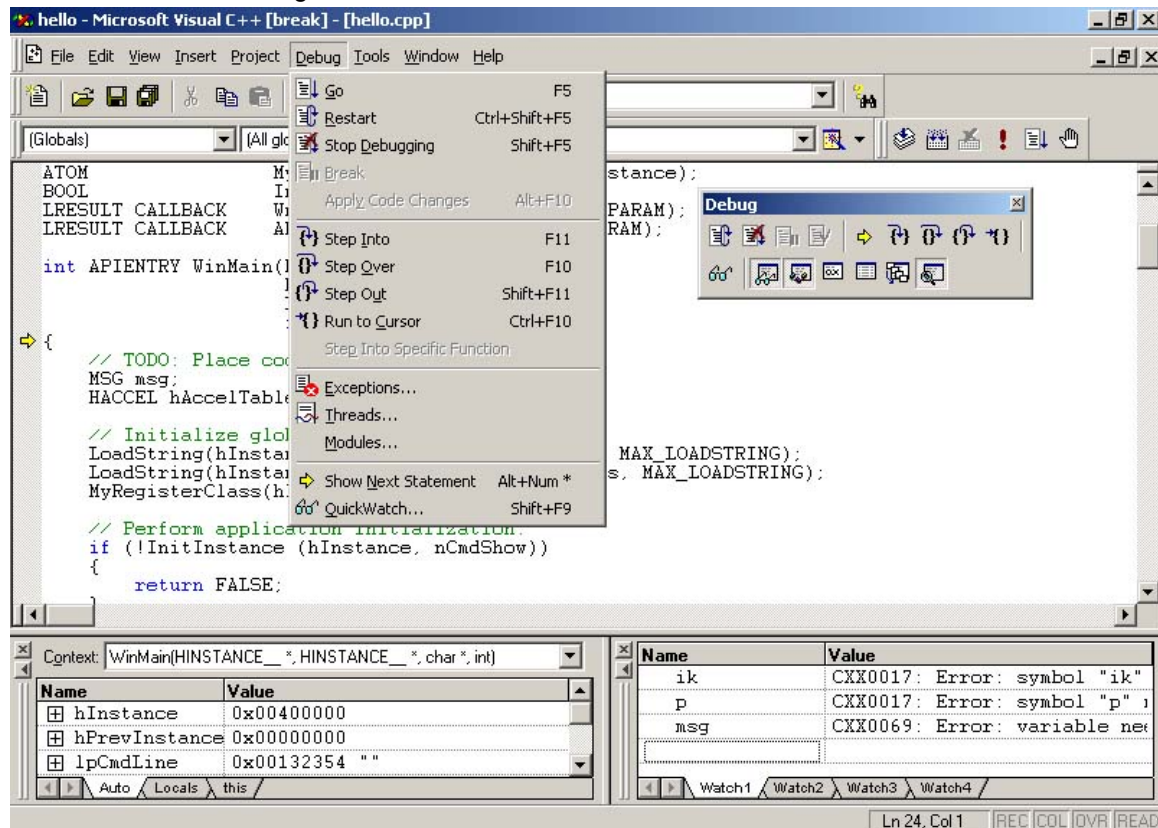 hello - Microsoft Visual C++ [break] - [hello.cpp]
File Edit View Insert Project Debug Tools Window Help
Go F5
Restart Ctrl+Shift+F5
(Globals) (All glo
Stop Debugging Shift+F5
Break
Apply Code Changes Alt+F10
Step Into F11
Step Over F10
Step Out Shift+F11
Run to Cursor Ctrl+F10
Step Into Specific Function
Exceptions...
Threads...
Modules...
Show Next Statement Alt+Num *
QuickWatch... Shift+F9
Debug
ATOM stance);
BOOL
LRESULT CALLBACK PARAM);
LRESULT CALLBACK RAM);
int APIENTRY WinMain(
{
// TODO: Place
MSG msg;
HACCEL hAccelTable
// Initialize
LoadString( MAX_LOADSTRING);
LoadString( s, MAX_LOADSTRING);
MyRegisterClass(
// Perform application initialization:
if (!InitInstance (hInstance, nCmdShow))
{
return FALSE;
Context: WinMain(HINSTANCE__ *, HINSTANCE__ *, char *, int)
Name Value
hInstance 0x00400000
hPrevInstance 0x00000000
lpCmdLine 0x00132354 ""
Auto Locals this
Name Value
ik CXX0017: Error: symbol "ik"
p CXX0017: Error: symbol "p"
msg CXX0069: Error: variable
Watch1 Watch2 Watch3 Watch4
Ln 24, Col 1 REC COL OVR READ